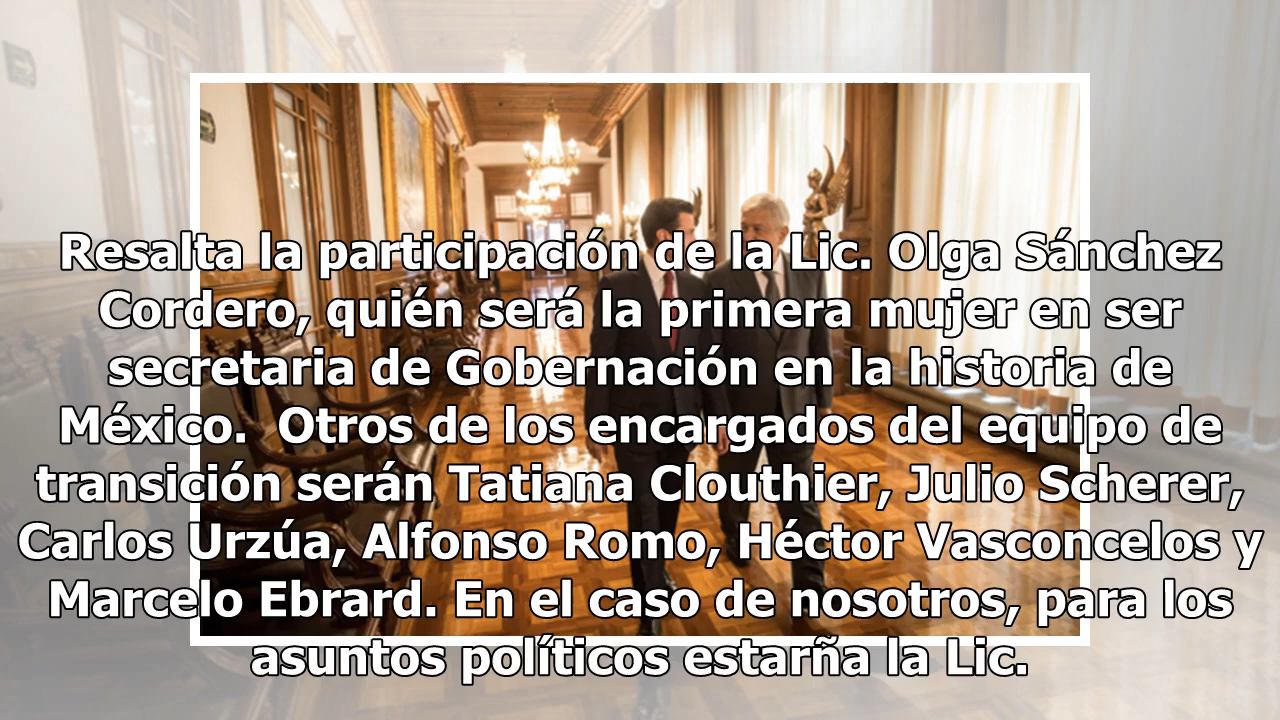 Resalta la participación de la Lic. Olga Sánchez
Cordero, quién será la primera mujer en ser
secretaria de Gobernación en la historia de
México.  Otros de los encargados del equipo de
transición serán Tatiana Clouthier, Julio Scherer,
Carlos Urzúa, Alfonso Romo, Héctor Vasconcelos y
Marcelo Ebrard. En el caso de nosotros, para los
asuntos políticos estarña la Lic.